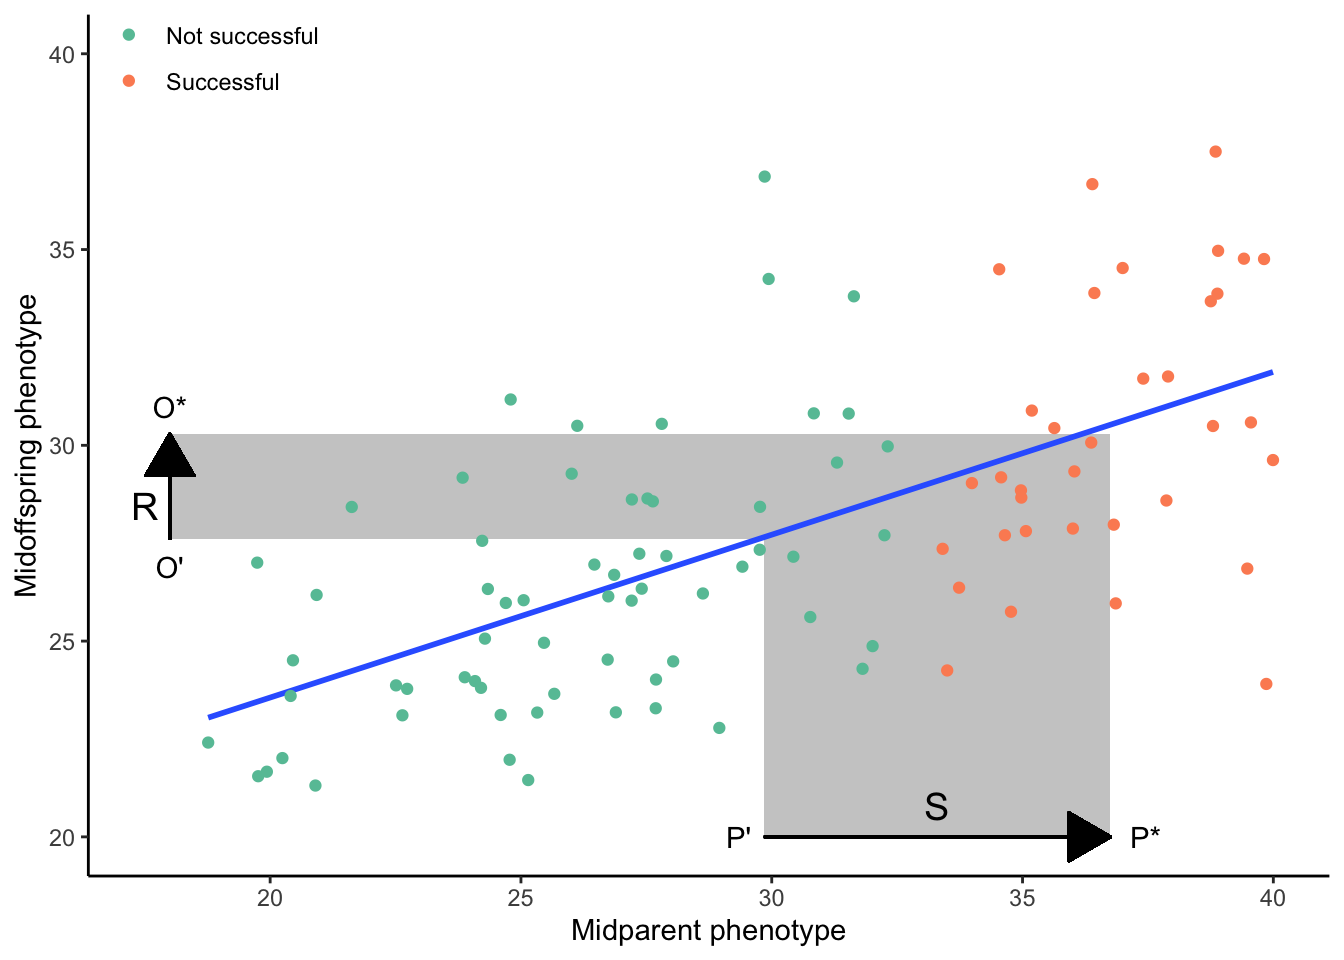 Not successful
Successful
40
35
30
25
20
Midoffspring phenotype
O*
R
O'
S
P'
P*
20
25
30
35
40
Midparent phenotype